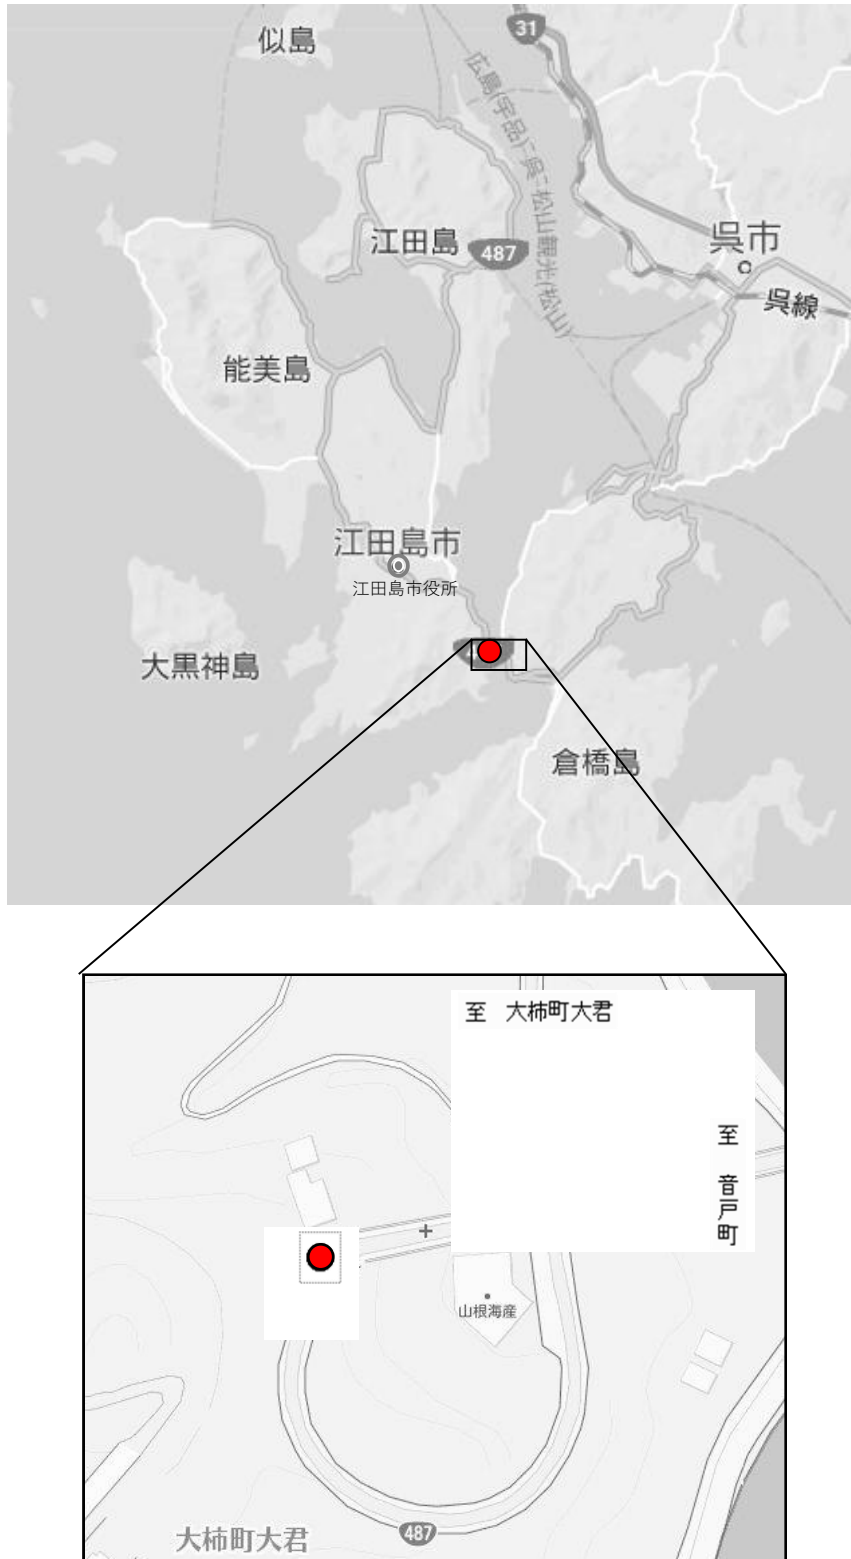 似島
31
広島(宇品)-呉-松山観光(松山)
江田島
487
呉市
呉線
能美島
江田島市
江田島市役所
大黒神島
倉橋島
至 大柿町大君
至 音戸町
山根海産
大柿町大君
487